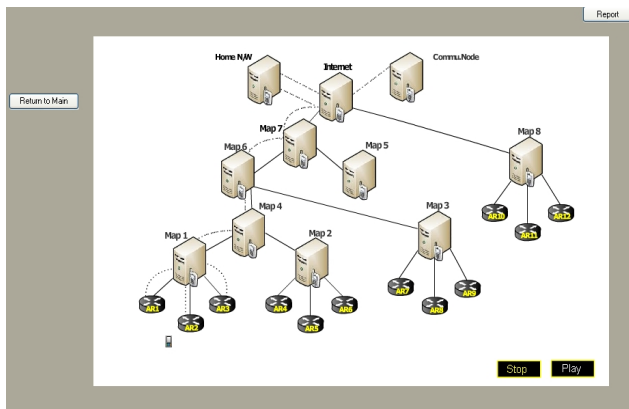 Report
Home N/W
Internet
Commu.Node
Return to Main
Map 7
Map 8
Map 6
Map 5
Map 4
Map 3
AR10
AR12
AR11
Map 1
Map 2
AR7
AR9
AR8
AR1
AR3
AR4
AR6
AR2
AR5
Stop
Play